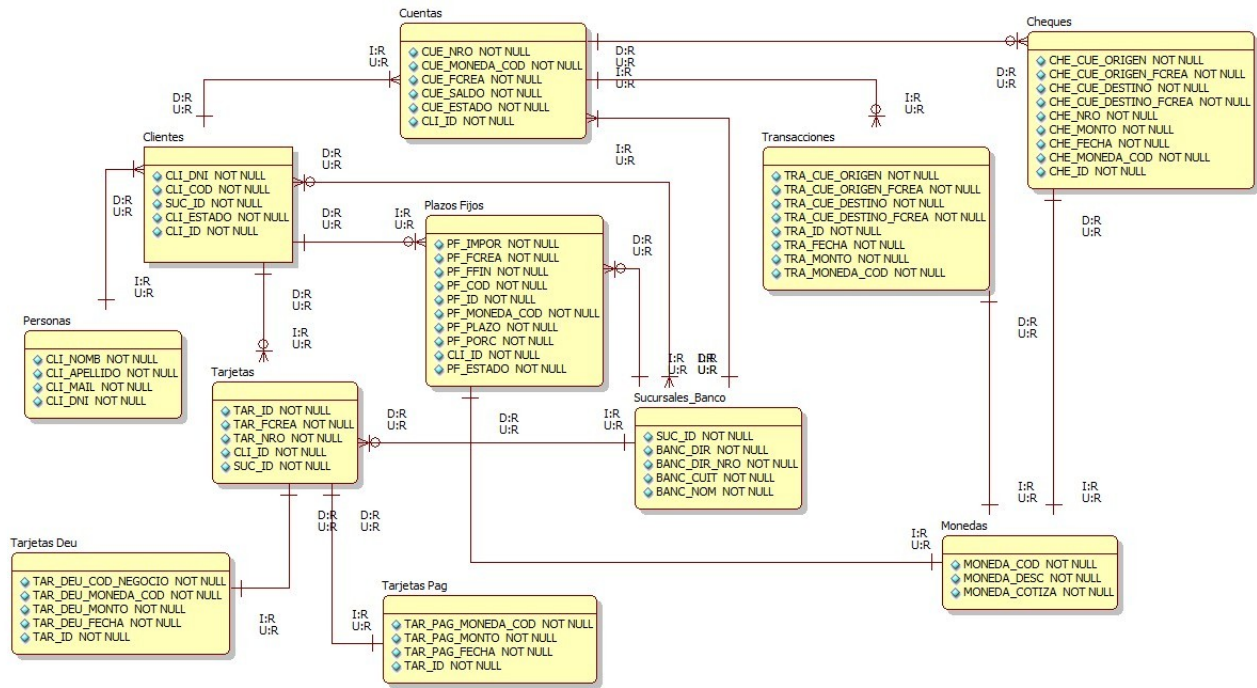 Cuentas
CUE_NRO NOT NULL
CUE_MONEDA_COD NOT NULL
CUE_FCREA NOT NULL
CUE_SALDO NOT NULL
CUE_ESTADO NOT NULL
CLI_ID NOT NULL
Cheques
CHE_CUE_ORIGEN NOT NULL
CHE_CUE_ORIGEN_FCREA NOT NULL
CHE_CUE_DESTINO NOT NULL
CHE_CUE_DESTINO_FCREA NOT NULL
CHE_NRO NOT NULL
CHE_MONTO NOT NULL
CHE_FECHA NOT NULL
CHE_MONEDA_COD NOT NULL
CHE_ID NOT NULL
I:R
U:R
D:R
U:R
I:R
U:R
D:R
U:R
D:R
U:R
I:R
U:R
Clientes
CLI_DNI NOT NULL
CLI_COD NOT NULL
SUC_ID NOT NULL
CLI_ESTADO NOT NULL
CLI_ID NOT NULL
Transacciones
TRA_CUE_ORIGEN NOT NULL
TRA_CUE_ORIGEN_FCREA NOT NULL
TRA_CUE_DESTINO NOT NULL
TRA_CUE_DESTINO_FCREA NOT NULL
TRA_ID NOT NULL
TRA_FECHA NOT NULL
TRA_MONTO NOT NULL
TRA_MONEDA_COD NOT NULL
D:R
U:R
D:R
U:R
I:R
U:R
D:R
U:R
I:R
U:R
Plazos Fijos
PF_IMPOR NOT NULL
PF_FCREA NOT NULL
PF_FFIN NOT NULL
PF_COD NOT NULL
PF_ID NOT NULL
PF_MONEDA_COD NOT NULL
PF_PLAZO NOT NULL
PF_PORC NOT NULL
CLI_ID NOT NULL
PF_ESTADO NOT NULL
D:R
U:R
D:R
U:R
I:R
U:R
D:R
U:R
I:R
U:R
D:R
U:R
Personas
CLI_NOMB NOT NULL
CLI_APELLIDO NOT NULL
CLI_MAIL NOT NULL
CLI_DNI NOT NULL
Tarjetas
TAR_ID NOT NULL
TAR_FCREA NOT NULL
TAR_NRO NOT NULL
CLI_ID NOT NULL
SUC_ID NOT NULL
I:R
U:R
U:R
Sucursales_Banco
SUC_ID NOT NULL
BANC_DIR NOT NULL
BANC_DIR_NRO NOT NULL
BANC_CUIT NOT NULL
BANC_NOM NOT NULL
D:R
U:R
D:R
U:R
I:R
U:R
D:R
U:R
D:R
U:R
I:R
U:R
I:R
U:R
I:R
U:R
Monedas
MONEDA_COD NOT NULL
MONEDA_DESC NOT NULL
MONEDA_COTIZA NOT NULL
Tarjetas Deu
TAR_DEU_COD_NEGOCIO NOT NULL
TAR_DEU_MONEDA_COD NOT NULL
TAR_DEU_MONTO NOT NULL
TAR_DEU_FECHA NOT NULL
TAR_ID NOT NULL
I:R
U:R
I:R
U:R
Tarjetas Pag
TAR_PAG_MONEDA_COD NOT NULL
TAR_PAG_MONTO NOT NULL
TAR_PAG_FECHA NOT NULL
TAR_ID NOT NULL